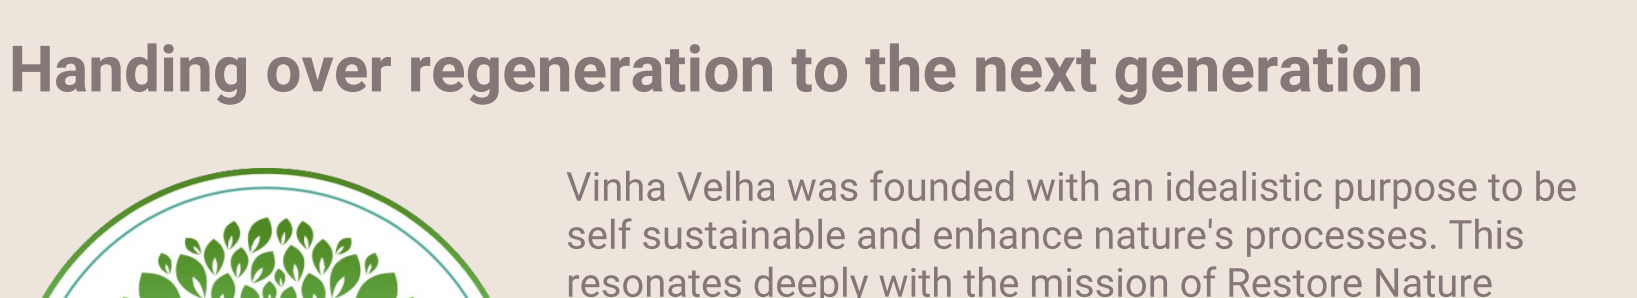 Handing over regeneration to the next generation
Vinha Velha was founded with an idealistic purpose to be
self sustainable and enhance nature's processes. This
resonates deeply with the mission of Restore Nature